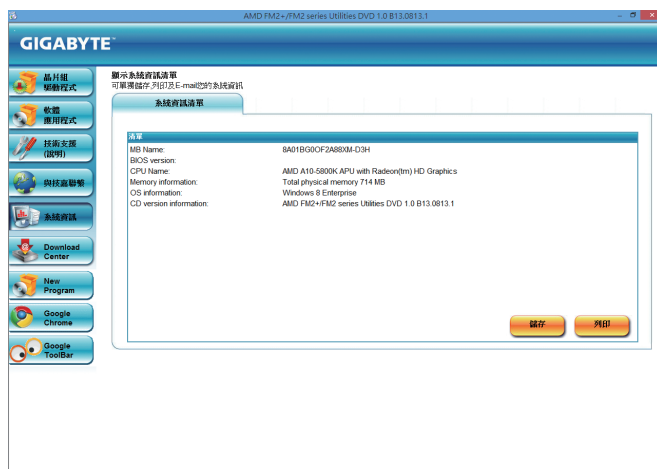 AMD FM2+/FM2 series Utilities DVD 1.0 B13.0813.1
GIGABYTE™
晶片組
驅動程式
軟體
應用程式
技術支援
(說明)
與技嘉聯繫
系統資訊
Download
Center
New
Program
Google
Chrome
Google
ToolBar
顯示系統資訊清單
可單獨儲存,列印及E-mail您的系統資訊
系統資訊清單
清單
MB Name: 8A01BG0OF2A88XM-D3H
BIOS version:
CPU Name: AMD A10-5800K APU with Radeon(tm) HD Graphics
Memory information: Total physical memory 714 MB
OS information: Windows 8 Enterprise
CD version information: AMD FM2+/FM2 series Utilities DVD 1.0 B13.0813.1
儲存 列印